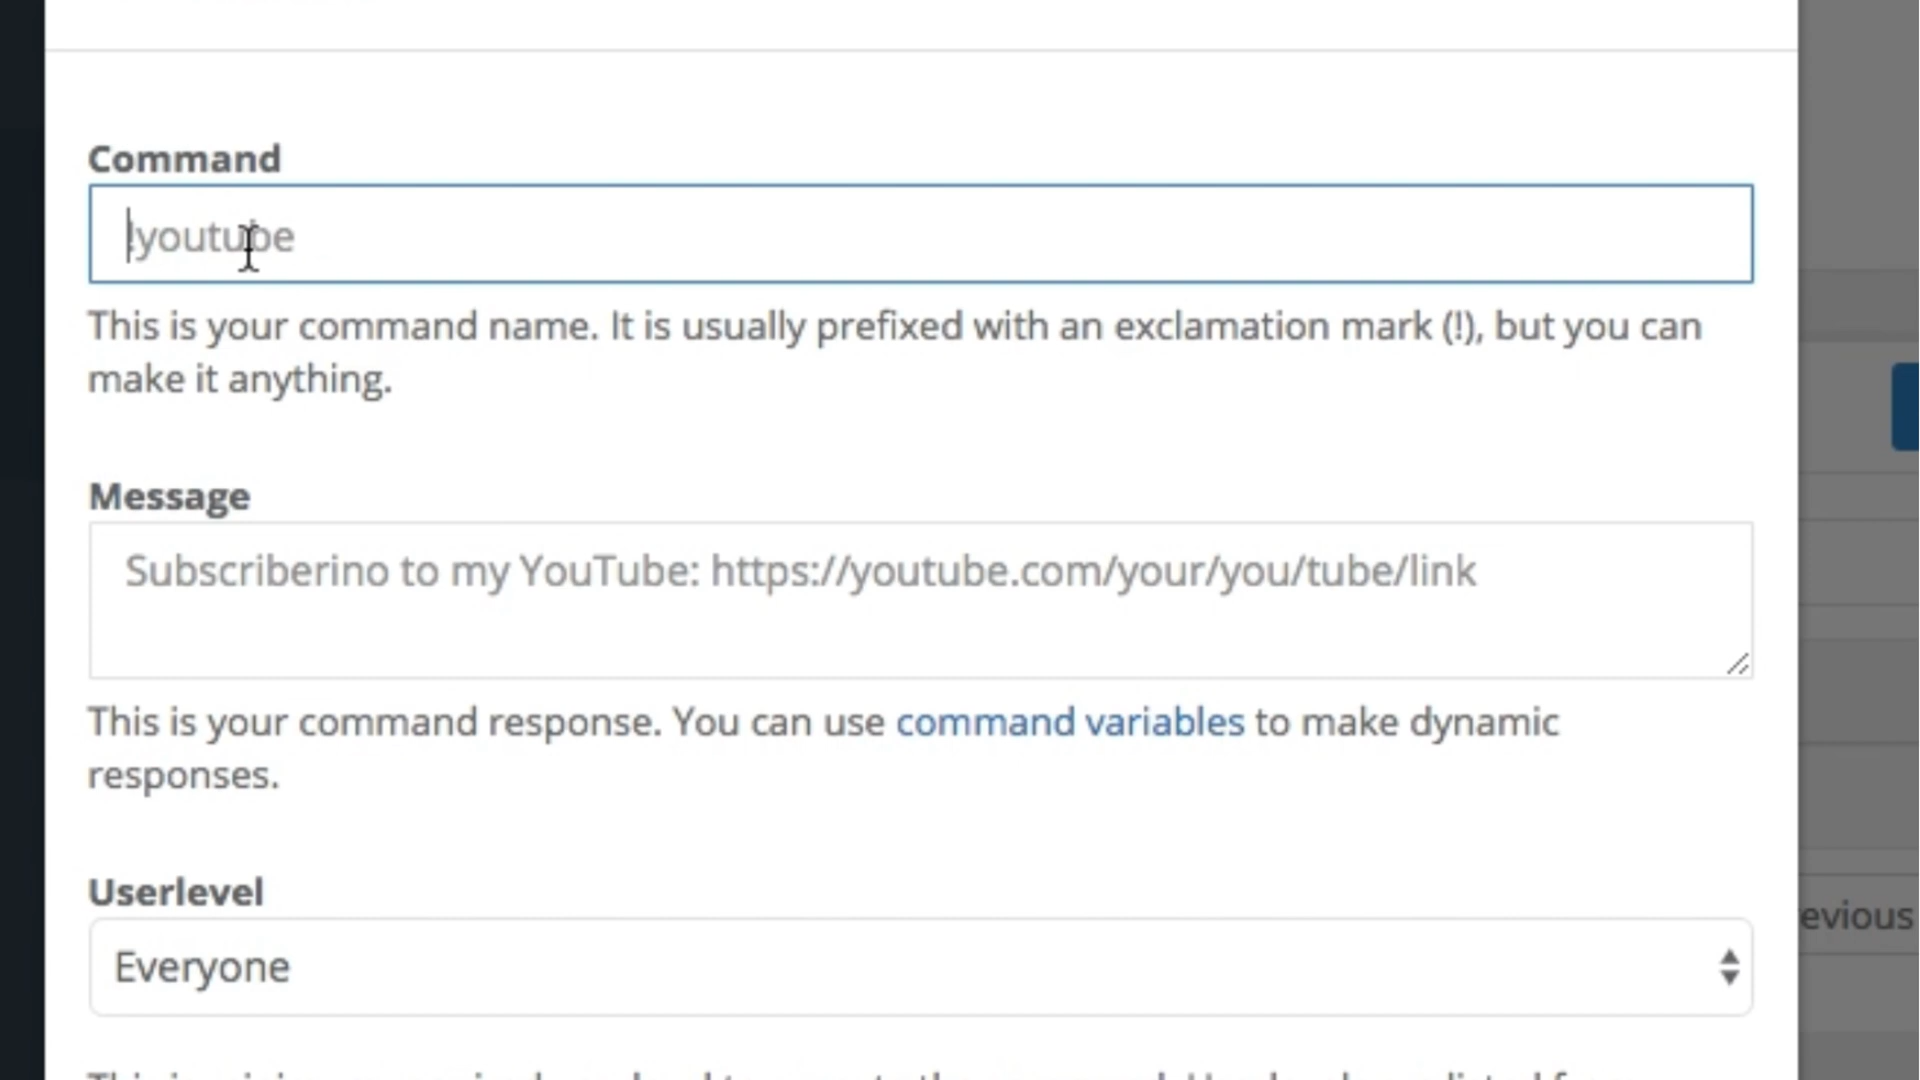 Command
!youtube
This is your command name. It is usually prefixed with an exclamation mark (!), but you can
make it anything.
Message
Subscriberino to my YouTube: https://youtube.com/your/you/tube/link
This is your command response. You can use command variables to make dynamic
responses.
Userlevel
Everyone
evious